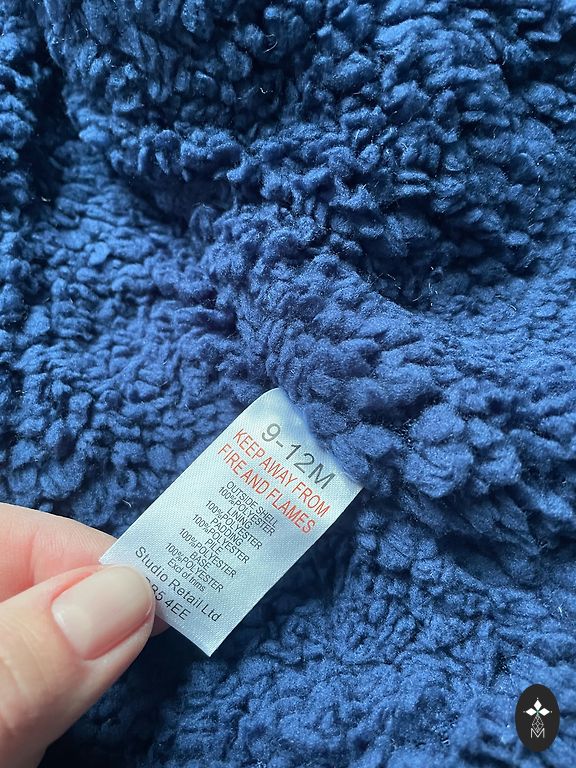 9-12M
KEEP AWAY FROM
FIRE AND FLAMES
OUTSIDE SHELL
100%POLYESTER
LINING
100%POLYESTER
PADDING
100%POLYESTER
PILE
100%POLYESTER
BASE
100%POLYESTER
Excl of trims
Studio Retail Ltd
4EE